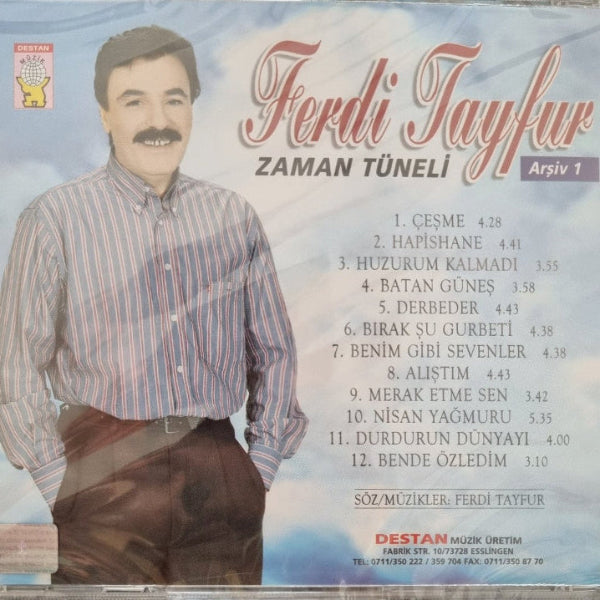 DESTAN
MÜZİK
Ferdi Tayfur
ZAMAN TÜNELİ
Arşiv 1
1. ÇEŞME 4.28
2. HAPİSHANE 4.41
3. HUZURUM KALMADI 3.55
4. BATAN GÜNEŞ 3.58
5. DERBEDER 4.43
6. BIRAK ŞU GURBETİ 4.38
7. BENİM GİBİ SEVENLER 4.38
8. ALIŞTIM 4.43
9. MERAK ETME SEN 3.42
10. NİSAN YAĞMURU 5.35
11. DURDURUN DÜNYAYI 4.00
12. BENDE ÖZLEDİM 3.10
SÖZ/MÜZİKLER: FERDİ TAYFUR
DESTAN MÜZİK ÜRETİM
FABRİK STR. 10/73728 ESSLINGEN
TEL: 0711/350 222 / 359 704 FAX: 0711/350 87 70